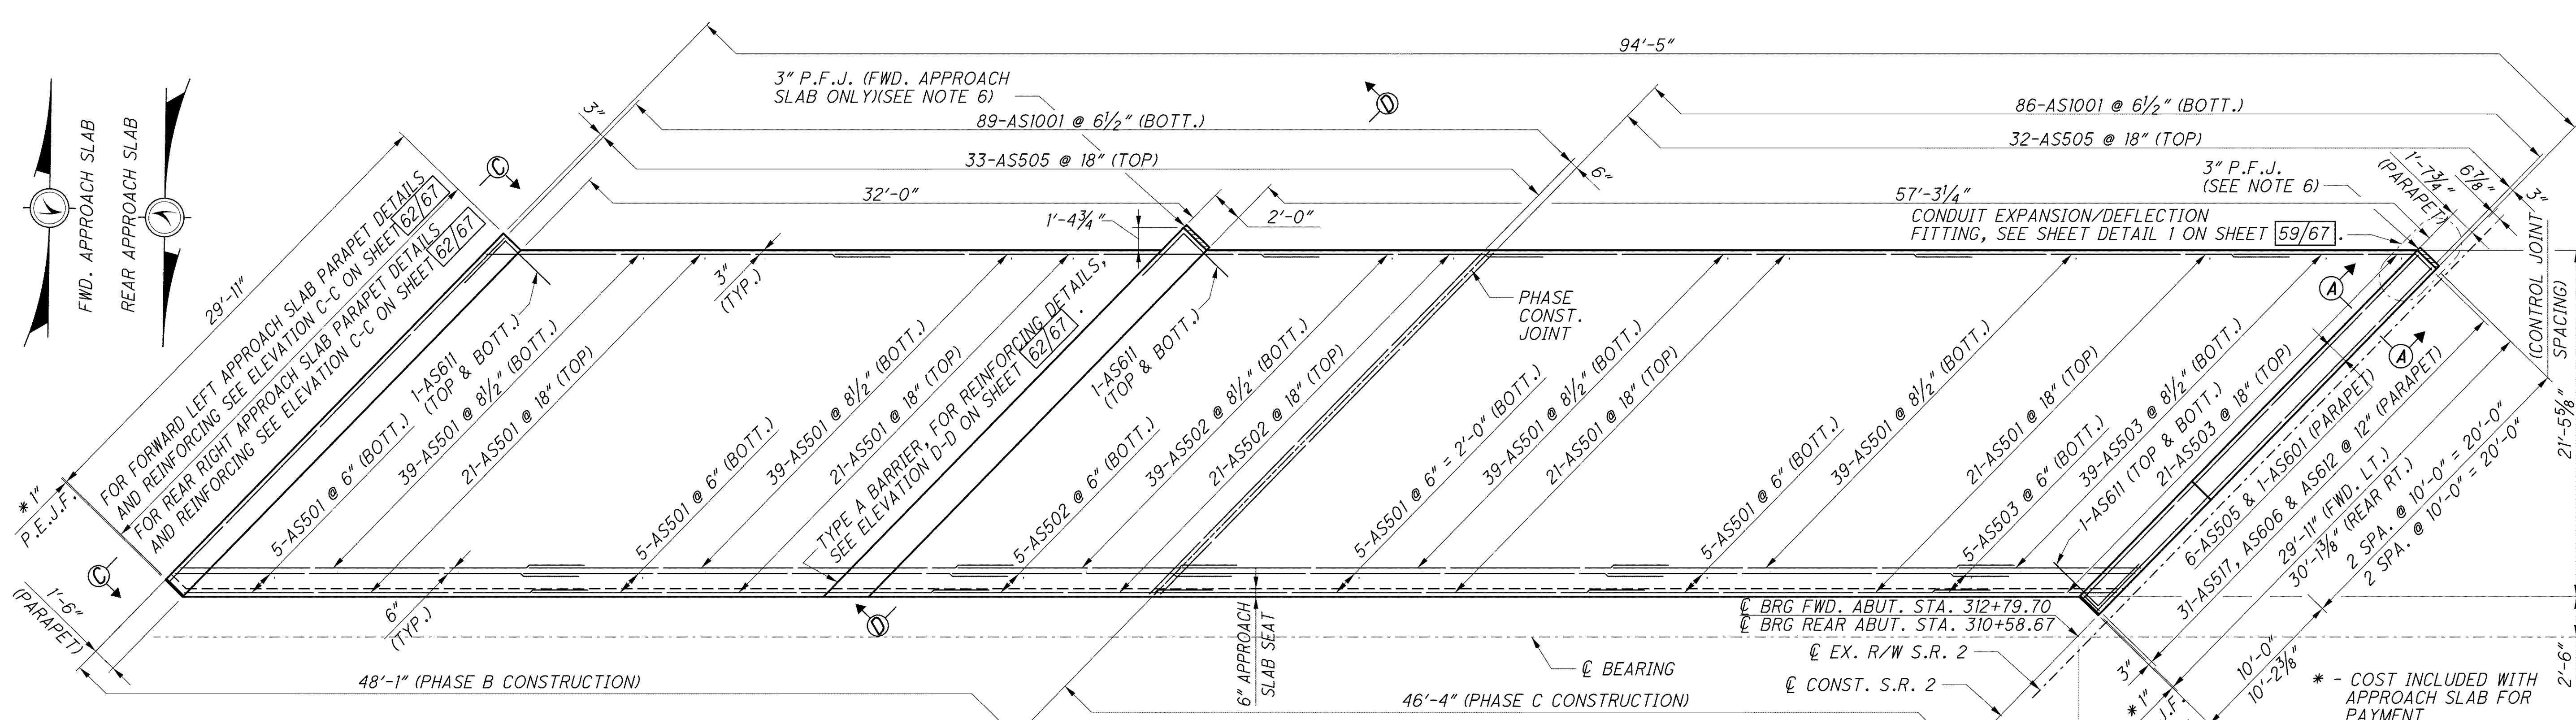 94'-5"
3" P.F.J. (FWD. APPROACH
SLAB ONLY)(SEE NOTE 6)
D
3"
89-AS1001 @ 6½" (BOTT.)
86-AS1001 @ 6½" (BOTT.)
33-AS505 @ 18" (TOP)
32-AS505 @ 18" (TOP)
6"
3" P.F.J.
(SEE NOTE 6)
1'-7¾"
(PARAPET)
6⅞"
3"
32'-0"
1'-4¾"
2'-0"
57'-3¼"
CONDUIT EXPANSION/DEFLECTION
FITTING, SEE SHEET DETAIL 1 ON SHEET 59/67.
FWD. APPROACH SLAB
REAR APPROACH SLAB
C
29'-11"
FOR FORWARD LEFT APPROACH SLAB PARAPET DETAILS
AND REINFORCING SEE ELEVATION C-C ON SHEET 62/67
FOR REAR RIGHT APPROACH SLAB PARAPET DETAILS
AND REINFORCING SEE ELEVATION C-C ON SHEET 62/67
3"
(TYP.)
PHASE
CONST.
JOINT
A
A
(CONTROL JOINT
SPACING)
1-AS611
(TOP & BOTT.)
5-AS501 @ 6" (BOTT.)
39-AS501 @ 8½" (BOTT.)
21-AS501 @ 18" (TOP)
5-AS501 @ 6" (BOTT.)
39-AS501 @ 8½" (BOTT.)
21-AS501 @ 18" (TOP)
TYPE A BARRIER, FOR REINFORCING DETAILS,
SEE ELEVATION D-D ON SHEET 62/67.
1-AS611
(TOP & BOTT.)
5-AS502 @ 6" (BOTT.)
39-AS502 @ 8½" (BOTT.)
21-AS502 @ 18" (TOP)
5-AS501 @ 6" = 2'-0" (BOTT.)
39-AS501 @ 8½" (BOTT.)
21-AS501 @ 18" (TOP)
5-AS501 @ 6" (BOTT.)
39-AS501 @ 8½" (BOTT.)
21-AS501 @ 18" (TOP)
5-AS503 @ 6" (BOTT.)
39-AS503 @ 8½" (BOTT.)
1-AS611 (TOP & BOTT.)
21-AS503 @ 18" (TOP)
6-AS505 & 1-AS601 (PARAPET)
31-AS517, AS606 & AS612 @ 12" (PARAPET)
29'-11" (FWD. LT.)
30'-1⅜" (REAR RT.)
2 SPA. @ 10'-0" = 20'-0"
2 SPA. @ 10'-0" = 20'-0"
21'-5⅝"
* 1"
P.E.J.F.
C
1'-6"
(PARAPET)
6"
(TYP.)
D
6" APPROACH
SLAB SEAT
℄ BRG FWD. ABUT. STA. 312+79.70
℄ BRG REAR ABUT. STA. 310+58.67
℄ BEARING
℄ EX. R/W S.R. 2
℄ CONST. S.R. 2
48'-1" (PHASE B CONSTRUCTION)
46'-4" (PHASE C CONSTRUCTION)
3"
* 1"
J.F.
10'-0"
10'-2⅜"
2'-6"
* - COST INCLUDED WITH
APPROACH SLAB FOR
PAYMENT